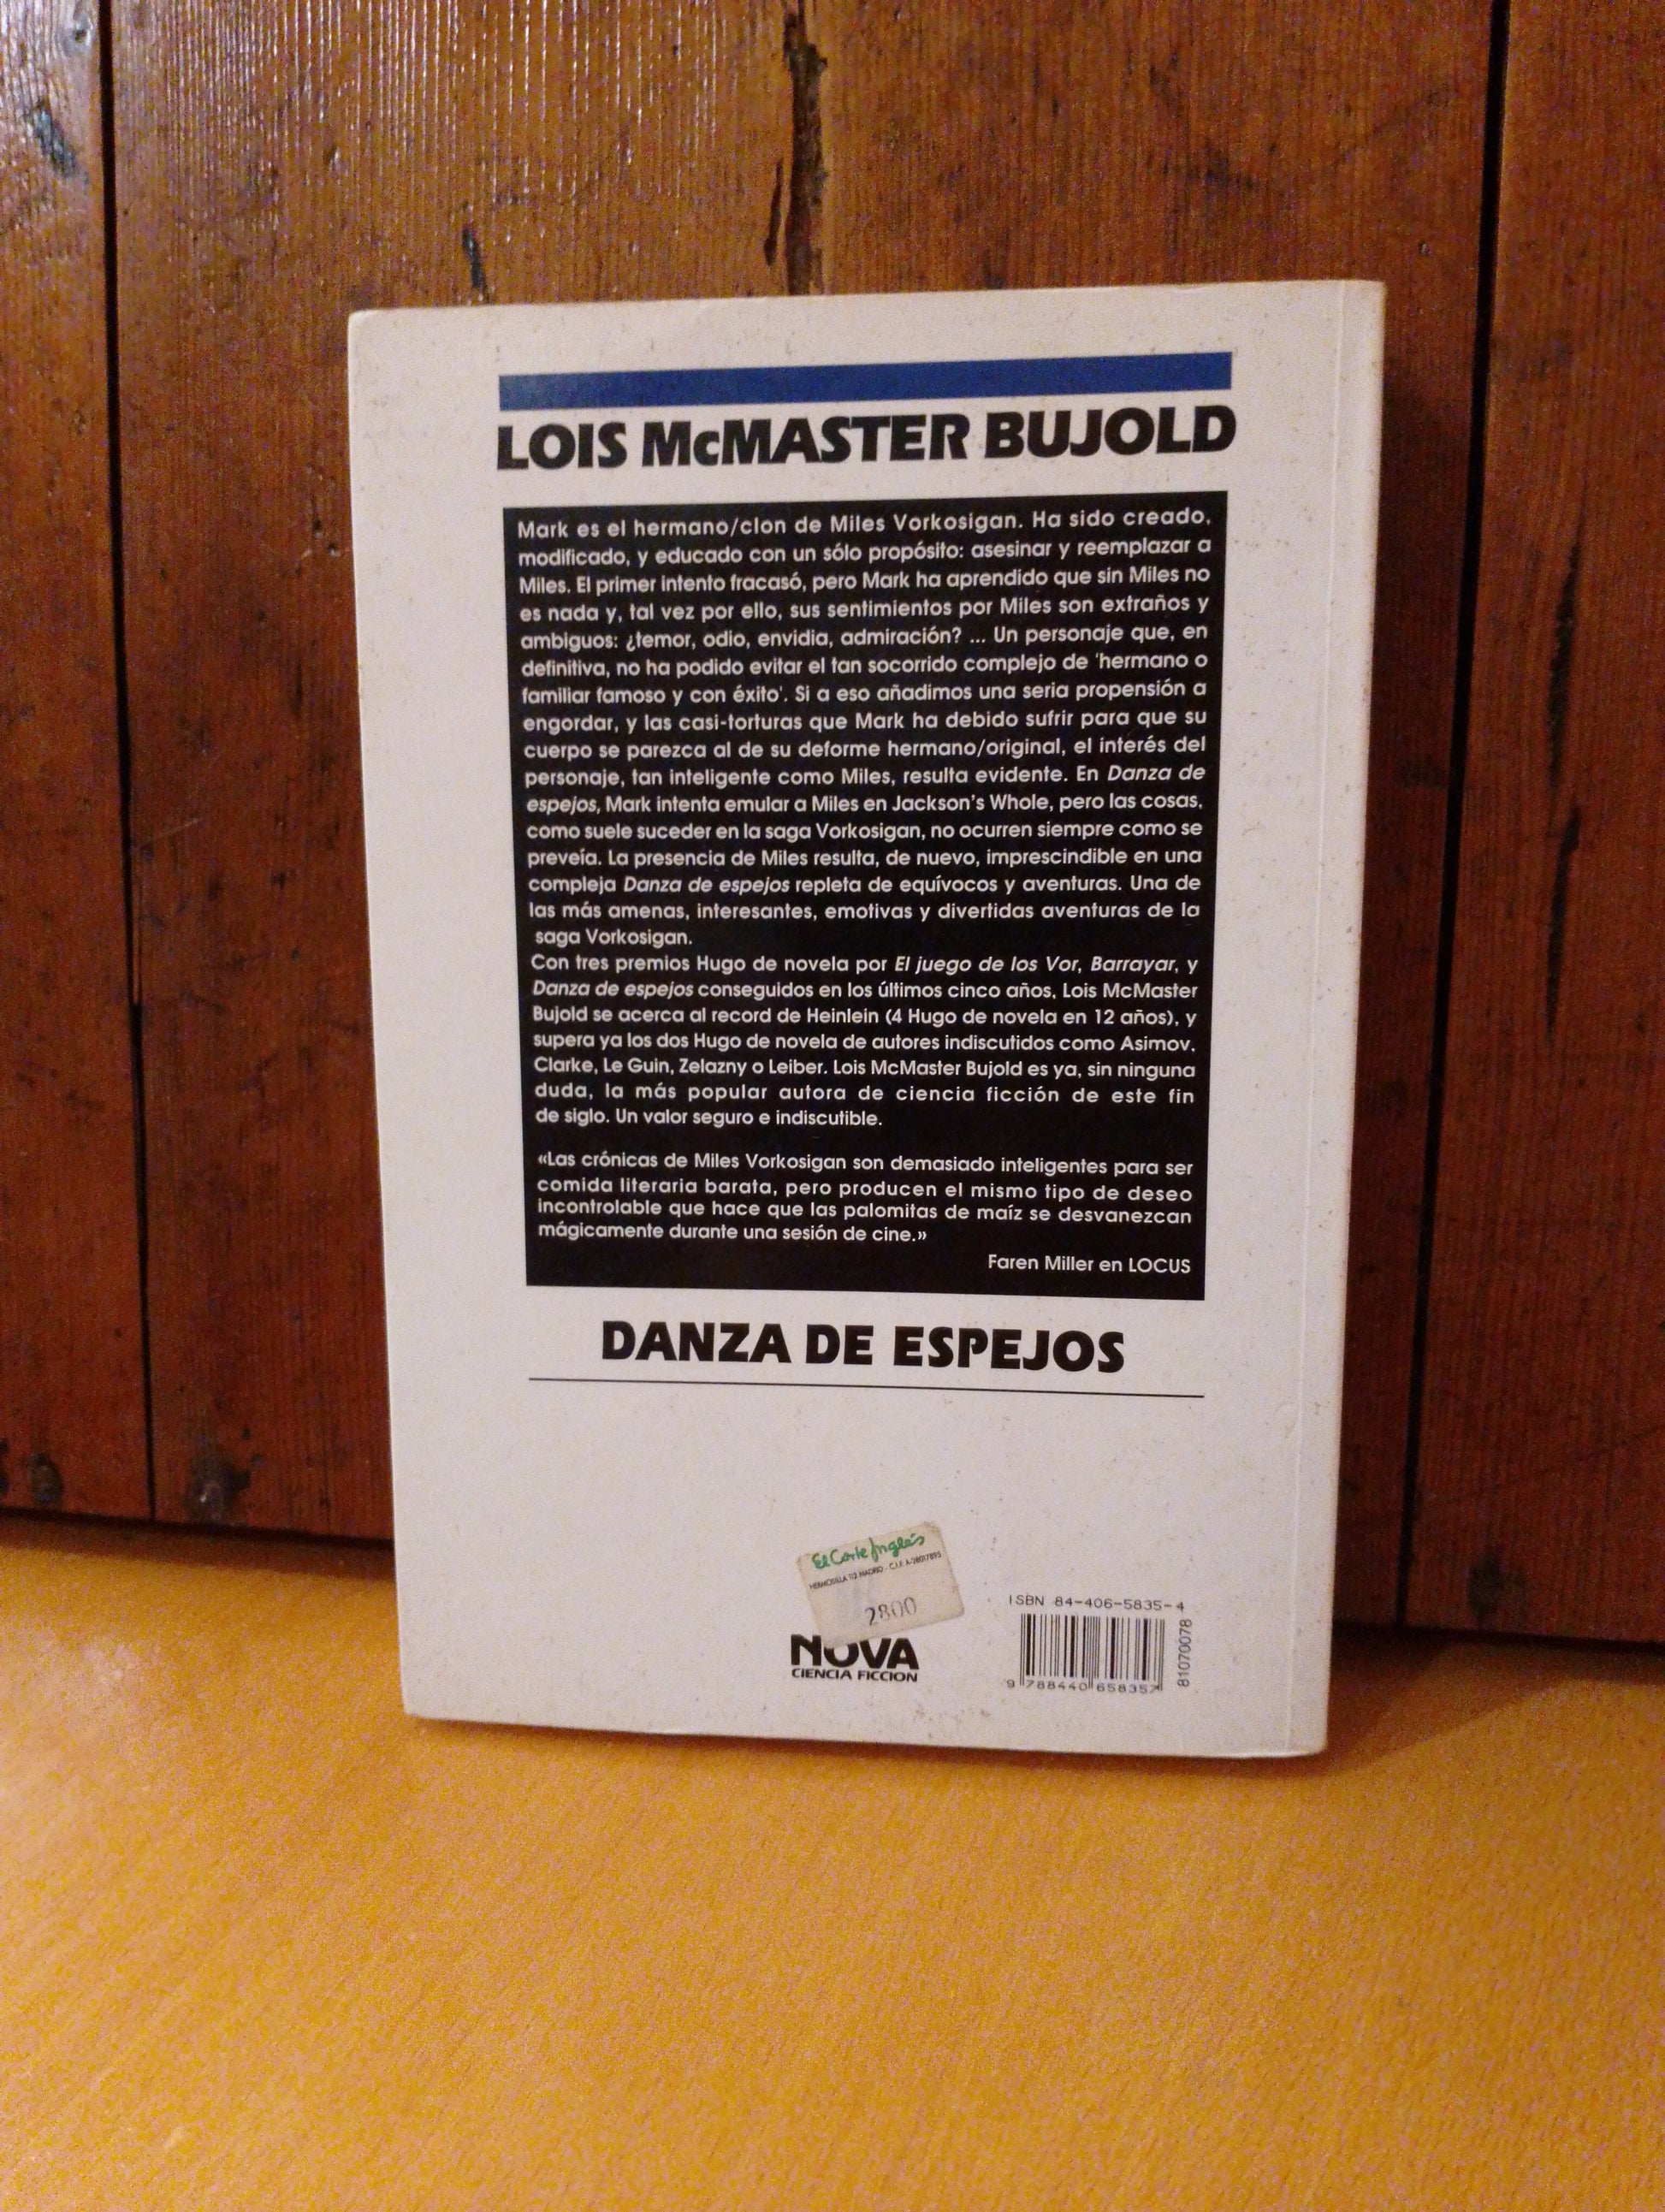 LOIS McMASTER BUJOLD
Mark es el hermano/clon de Miles Vorkosigan. Ha sido creado,
modificado, y educado con un sólo propósito: asesinar y reemplazar a
Miles. El primer intento fracasó, pero Mark ha aprendido que sin Miles no
es nada y, tal vez por ello, sus sentimientos por Miles son extraños y
ambiguos: ¿temor, odio, envidia, admiración? ... Un personaje que, en
definitiva, no ha podido evitar el tan socorrido complejo de 'hermano o
familiar famoso y con éxito'. Si a eso añadimos una seria propensión a
engordar, y las casi-torturas que Mark ha debido sufrir para que su
cuerpo se parezca al de su deforme hermano/original, el interés del
personaje, tan inteligente como Miles, resulta evidente. En Danza de
espejos, Mark intenta emular a Miles en Jackson's Whole, pero las cosas,
como suele suceder en la saga Vorkosigan, no ocurren siempre como se
preveía. La presencia de Miles resulta, de nuevo, imprescindible en una
compleja Danza de espejos repleta de equívocos y aventuras. Una de
las más amenas, interesantes, emotivas y divertidas aventuras de la
saga Vorkosigan.
Con tres premios Hugo de novela por El juego de los Vor, Barrayar, y
Danza de espejos conseguidos en los últimos cinco años, Lois McMaster
Bujold se acerca al record de Heinlein (4 Hugo de novela en 12 años), y
supera ya los dos Hugo de novela de autores indiscutidos como Asimov,
Clarke, Le Guin, Zelazny o Leiber. Lois McMaster Bujold es ya, sin ninguna
duda, la más popular autora de ciencia ficción de este fin
de siglo. Un valor seguro e indiscutible.
«Las crónicas de Miles Vorkosigan son demasiado inteligentes para ser
comida literaria barata, pero producen el mismo tipo de deseo
incontrolable que hace que las palomitas de maíz se desvanezcan
mágicamente durante una sesión de cine.»
Faren Miller en LOCUS
DANZA DE ESPEJOS
El Corte Inglés
HERMOSILLA 112 MADRID - C.I.F. A-28017895
2800
NOVA
CIENCIA FICCION
ISBN 84-406-5835-4
9 788440 658357
81070078